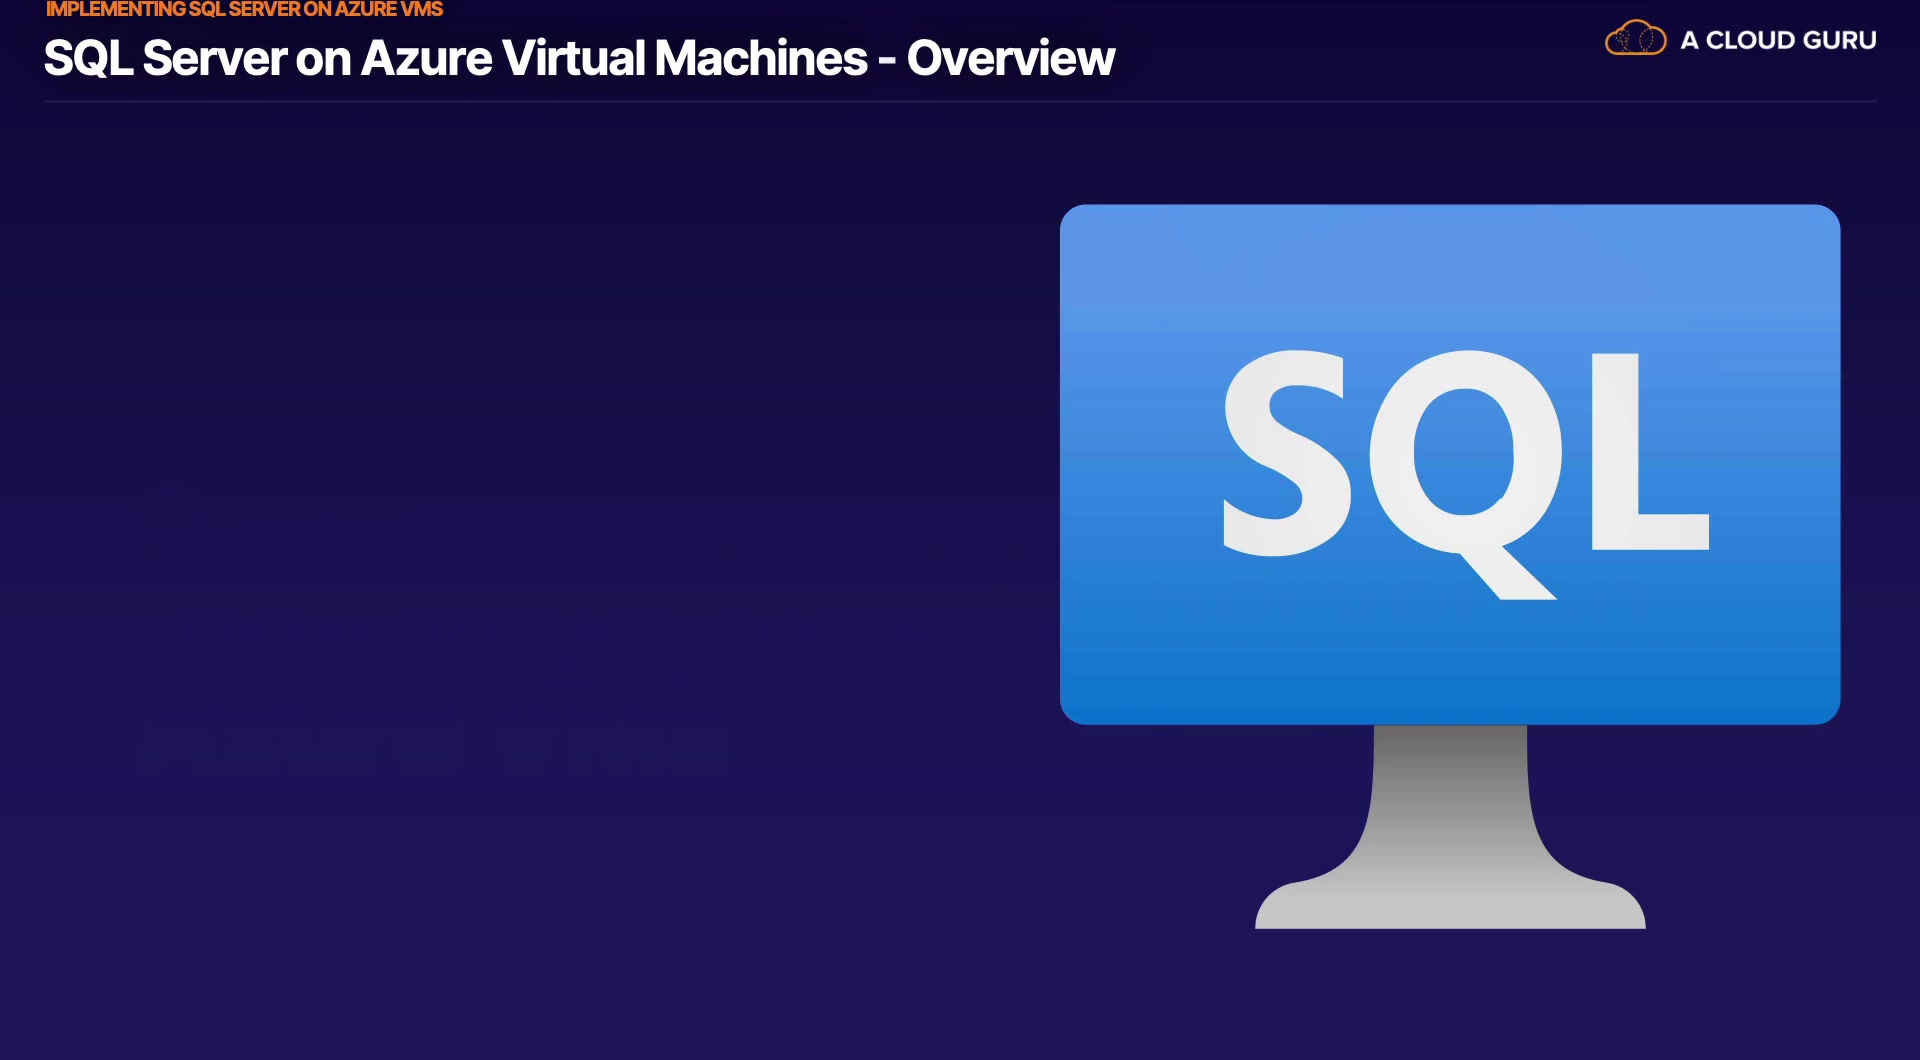 IMPLEMENTING SQL SERVER ON AZURE VMS
SQL Server on Azure Virtual Machines - Overview
A CLOUD GURU
SQL